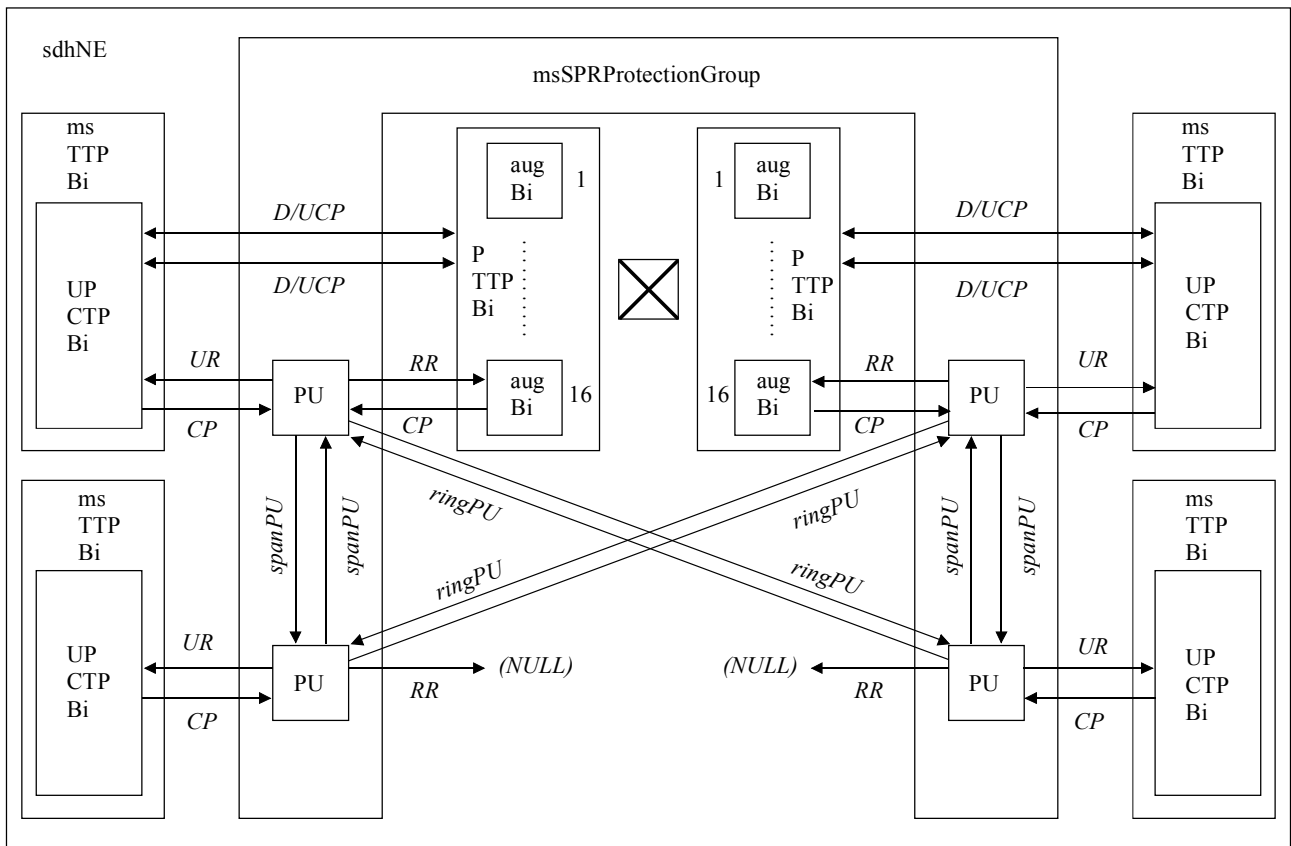 sdhNE
msSPRProtectionGroup
ms
TTP
Bi
UP
CTP
Bi
D/UCP
D/UCP
UR
CP
PU
RR
CP
aug
Bi
1
P
TTP
Bi
aug
Bi
16
1
aug
Bi
P
TTP
Bi
16
aug
Bi
D/UCP
D/UCP
RR
CP
PU
UR
CP
ms
TTP
Bi
UP
CTP
Bi
spanPU
spanPU
ringPU
ringPU
ringPU
ringPU
spanPU
spanPU
ms
TTP
Bi
UP
CTP
Bi
UR
CP
PU
RR
(NULL)
(NULL)
RR
PU
UR
CP
ms
TTP
Bi
UP
CTP
Bi